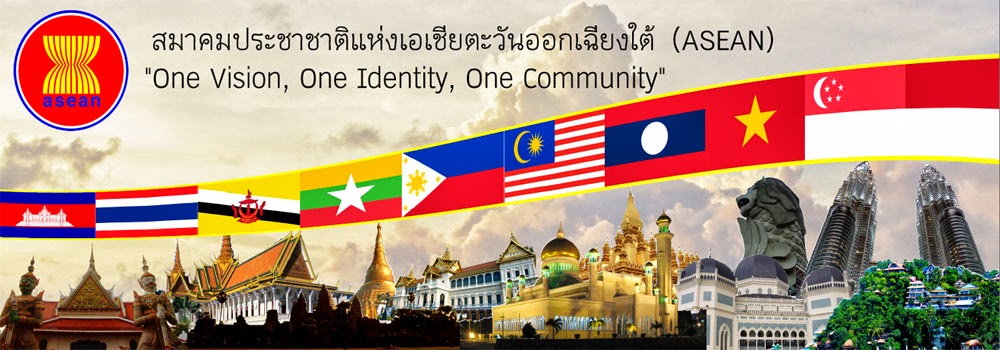 สมาคมประชาชาติแห่งเอเชียตะวันออกเฉียงใต้ (ASEAN)
"One Vision, One Identity, One Community"
asean